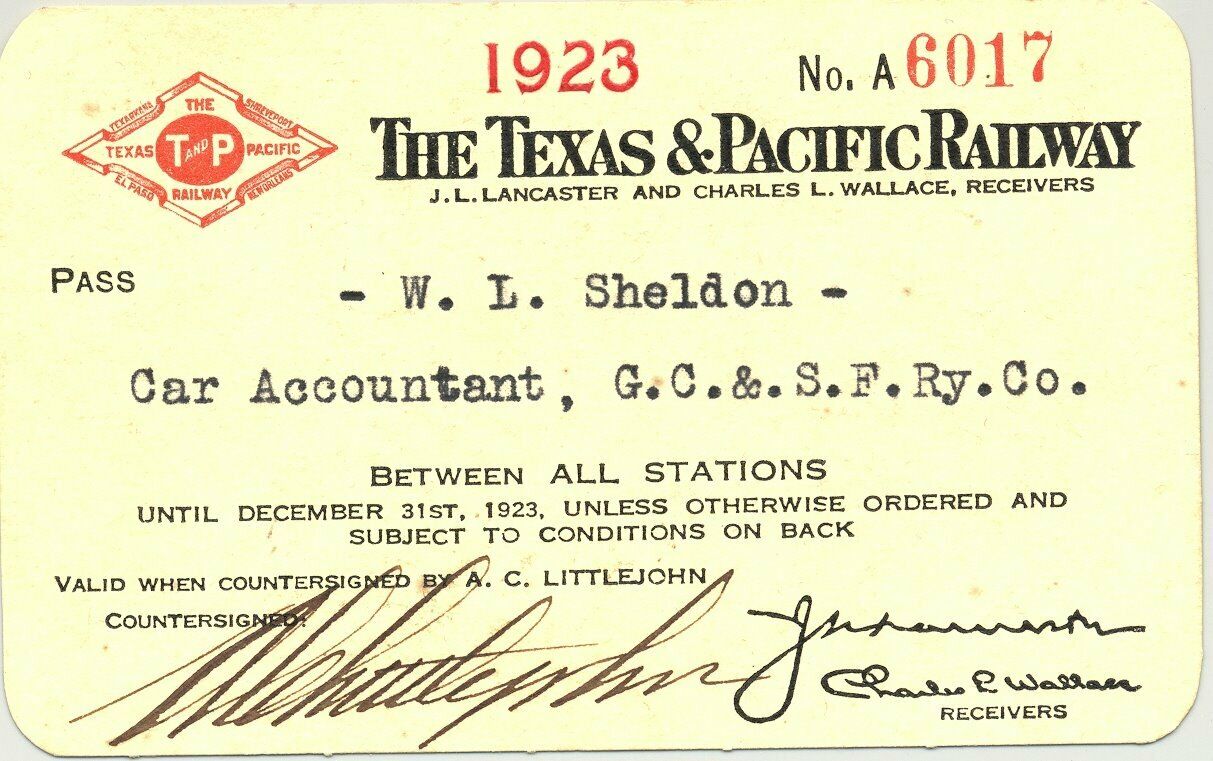 1923
No. A 6017
TEXARKANA THE SHREVEPORT
TEXAS T AND P PACIFIC
EL PASO RAILWAY NEW ORLEANS
THE TEXAS & PACIFIC RAILWAY
J. L. LANCASTER AND CHARLES L. WALLACE, RECEIVERS
PASS
- W. L. Sheldon -
Car Accountant, G.C.&.S.F.Ry.Co.
BETWEEN ALL STATIONS
UNTIL DECEMBER 31ST, 1923, UNLESS OTHERWISE ORDERED AND
SUBJECT TO CONDITIONS ON BACK
VALID WHEN COUNTERSIGNED BY A. C. LITTLEJOHN
COUNTERSIGNED:
A C Littlejohn
J L Lancaster
Charles L Wallace
RECEIVERS